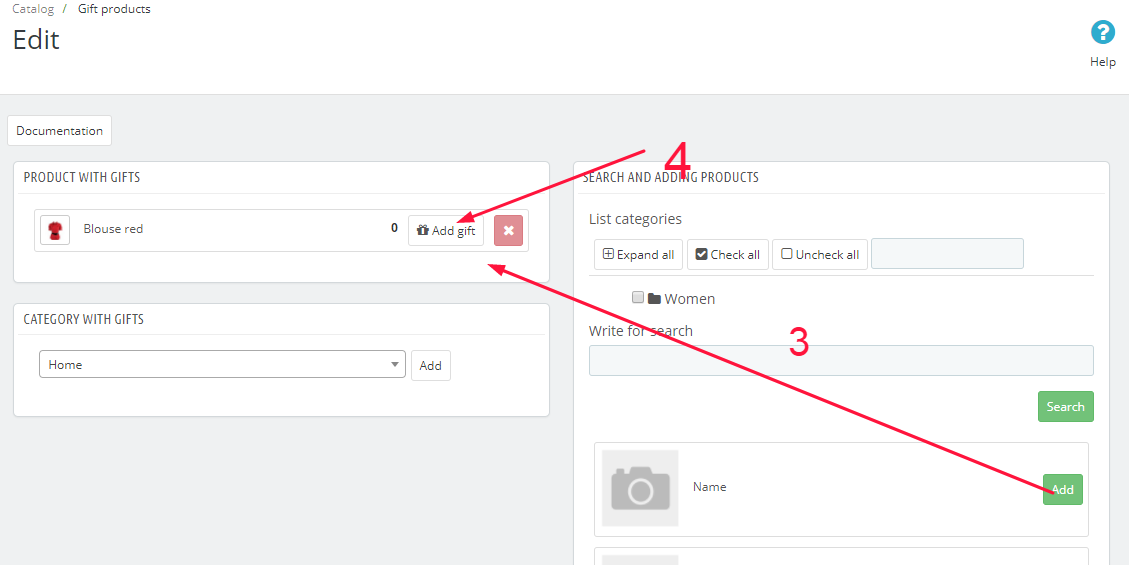 Catalog / Gift products
Edit
Help
Documentation
PRODUCT WITH GIFTS
Blouse red 0 Add gift
CATEGORY WITH GIFTS
Home Add
4
SEARCH AND ADDING PRODUCTS
List categories
Expand all Check all Uncheck all
Women
Write for search
3
Search
Name Add